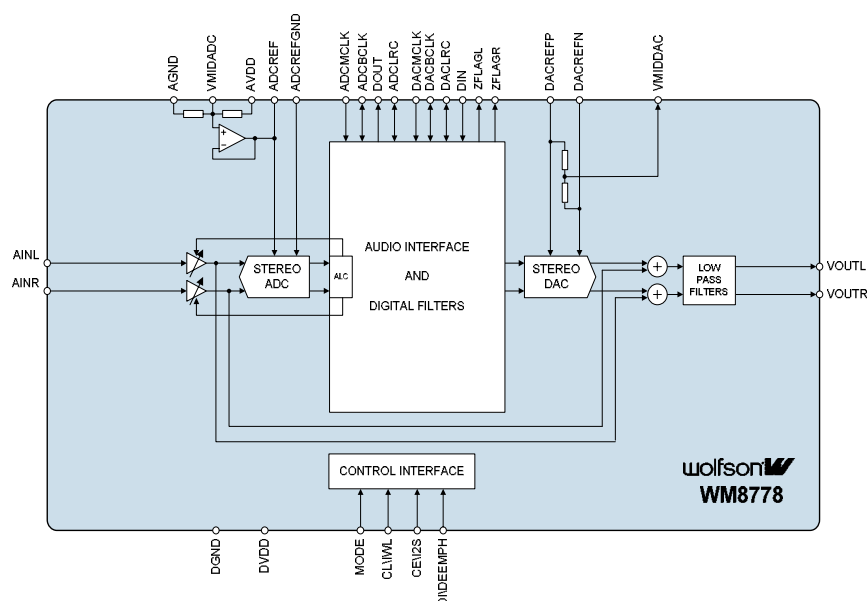 AGND
VMIDADC
AVDD
ADCREF
ADCREFGND
ADCMCLK
ADCBCLK
DOUT
ADCLRC
DACMCLK
DACBCLK
DACLRC
DIN
ZFLAGL
ZFLAGR
DACREFP
DACREFN
VMIDDAC
+
−
AINL
AINR
STEREO
ADC
ALC
AUDIO INTERFACE
AND
DIGITAL FILTERS
STEREO
DAC
+
+
LOW
PASS
FILTERS
VOUTL
VOUTR
CONTROL INTERFACE
wolfson
WM8778
DGND
DVDD
MODE
CL\IWL
CE\I2S
DI\DEEMPH